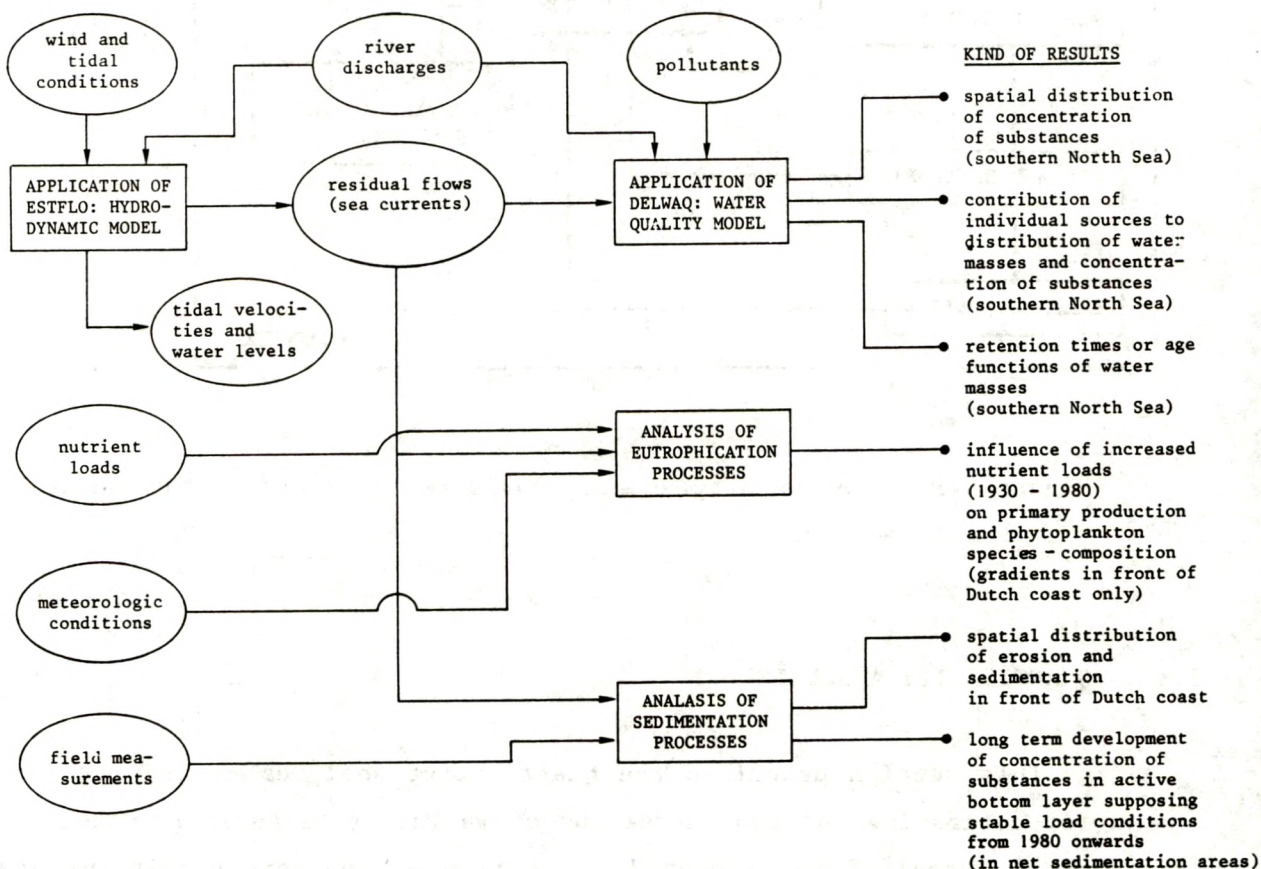 wind and
tidal
conditions
river
discharges
pollutants
APPLICATION OF
ESTFLO: HYDRO-
DYNAMIC MODEL
residual flows
(sea currents)
APPLICATION OF
DELWAQ: WATER
QUALITY MODEL
tidal veloci-
ties and
water levels
nutrient
loads
ANALYSIS OF
EUTROPHICATION
PROCESSES
meteorologic
conditions
field mea-
surements
ANALASIS OF
SEDIMENTATION
PROCESSES
KIND OF RESULTS
spatial distribution
of concentration
of substances
(southern North Sea)
contribution of
individual sources to
distribution of water
masses and concentra-
tion of substances
(southern North Sea)
retention times or age
functions of water
masses
(southern North Sea)
influence of increased
nutrient loads
(1930 - 1980)
on primary production
and phytoplankton
species - composition
(gradients in front of
Dutch coast only)
spatial distribution
of erosion and
sedimentation
in front of Dutch coast
long term development
of concentration of
substances in active
bottom layer supposing
stable load conditions
from 1980 onwards
(in net sedimentation areas)